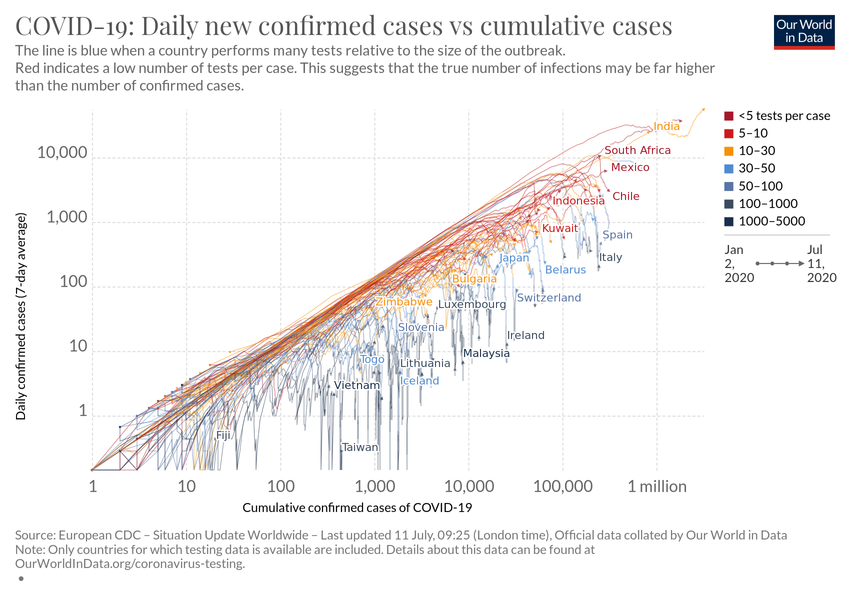 COVID-19: Daily new confirmed cases vs cumulative cases
Our World
in Data
The line is blue when a country performs many tests relative to the size of the outbreak.
Red indicates a low number of tests per case. This suggests that the true number of infections may be far higher
than the number of confirmed cases.
<5 tests per case
5–10
10–30
30–50
50–100
100–1000
1000–5000
Jan
2,
2020
Jul
11,
2020
Daily confirmed cases (7-day average)
10,000
1,000
100
10
1
India
South Africa
Mexico
Chile
Indonesia
Kuwait
Spain
Japan
Italy
Belarus
Bulgaria
Switzerland
Zimbabwe
Luxembourg
Slovenia
Ireland
Togo
Lithuania
Malaysia
Vietnam
Iceland
Fiji
Taiwan
1
10
100
1,000
10,000
100,000
1 million
Cumulative confirmed cases of COVID-19
Source: European CDC – Situation Update Worldwide – Last updated 11 July, 09:25 (London time), Official data collated by Our World in Data
Note: Only countries for which testing data is available are included. Details about this data can be found at
OurWorldInData.org/coronavirus-testing.